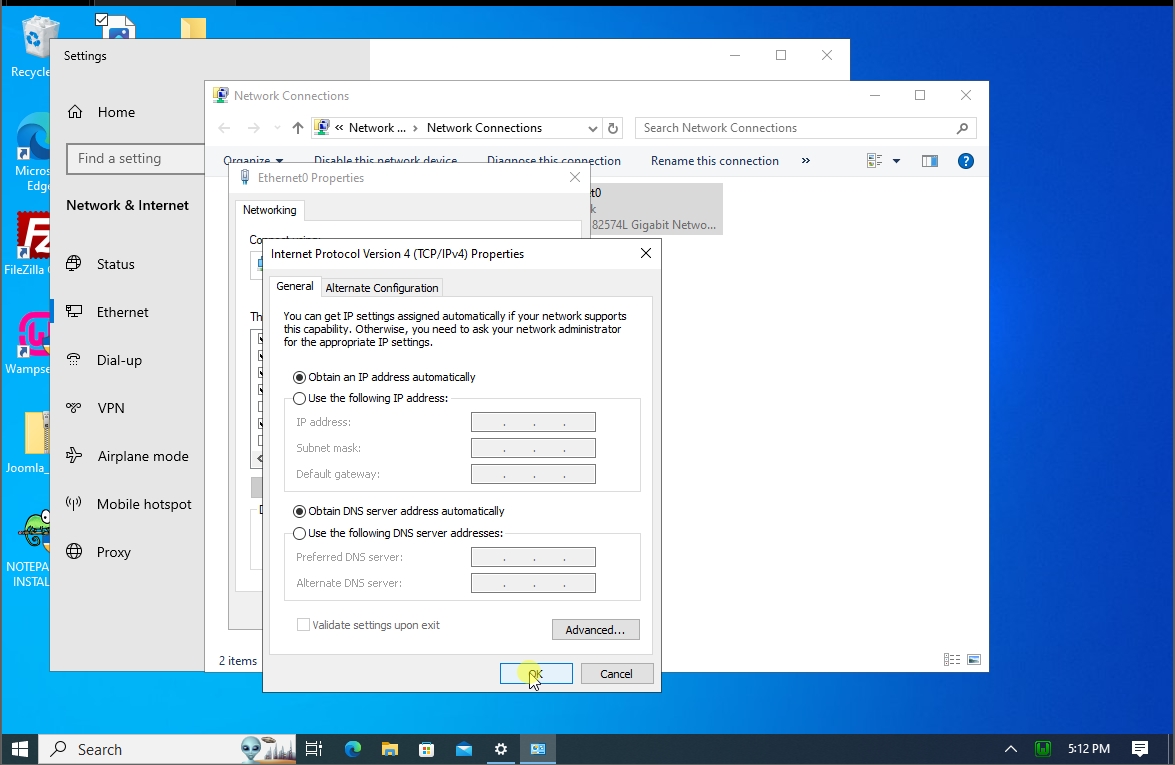 Recycle
Micros
Edg
FileZilla C
Wampse
Joomla_
NOTEPA
INSTAL
Settings
Home
Find a setting
Network & Internet
Status
Ethernet
Dial-up
VPN
Airplane mode
Mobile hotspot
Proxy
Network Connections
« Network ... › Network Connections
Search Network Connections
Organize
Disable this network device
Diagnose this connection
Rename this connection
»
t0
k
82574L Gigabit Netwo...
2 items
Ethernet0 Properties
Networking
Connect using:
Th
D
Internet Protocol Version 4 (TCP/IPv4) Properties
General
Alternate Configuration
You can get IP settings assigned automatically if your network supports
this capability. Otherwise, you need to ask your network administrator
for the appropriate IP settings.
Obtain an IP address automatically
Use the following IP address:
IP address:
. . .
Subnet mask:
. . .
Default gateway:
. . .
Obtain DNS server address automatically
Use the following DNS server addresses:
Preferred DNS server:
. . .
Alternate DNS server:
. . .
Validate settings upon exit
Advanced...
OK
Cancel
Search
5:12 PM